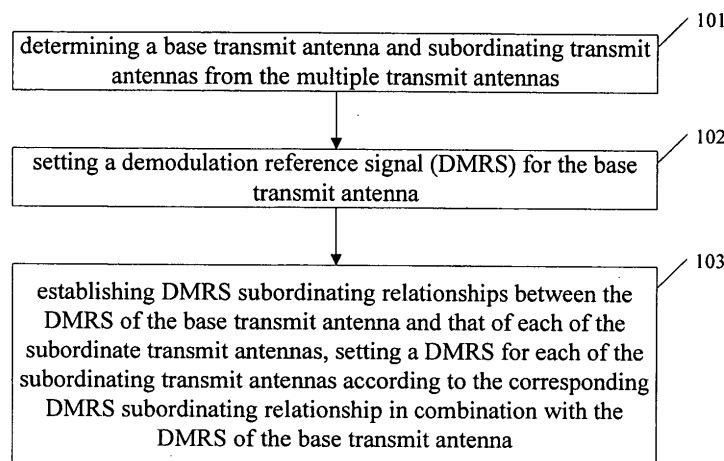 101
determining a base transmit antenna and subordinating transmit
antennas from the multiple transmit antennas
102
setting a demodulation reference signal (DMRS) for the base
transmit antenna
103
establishing DMRS subordinating relationships between the
DMRS of the base transmit antenna and that of each of the
subordinate transmit antennas, setting a DMRS for each of the
subordinating transmit antennas according to the corresponding
DMRS subordinating relationship in combination with the
DMRS of the base transmit antenna